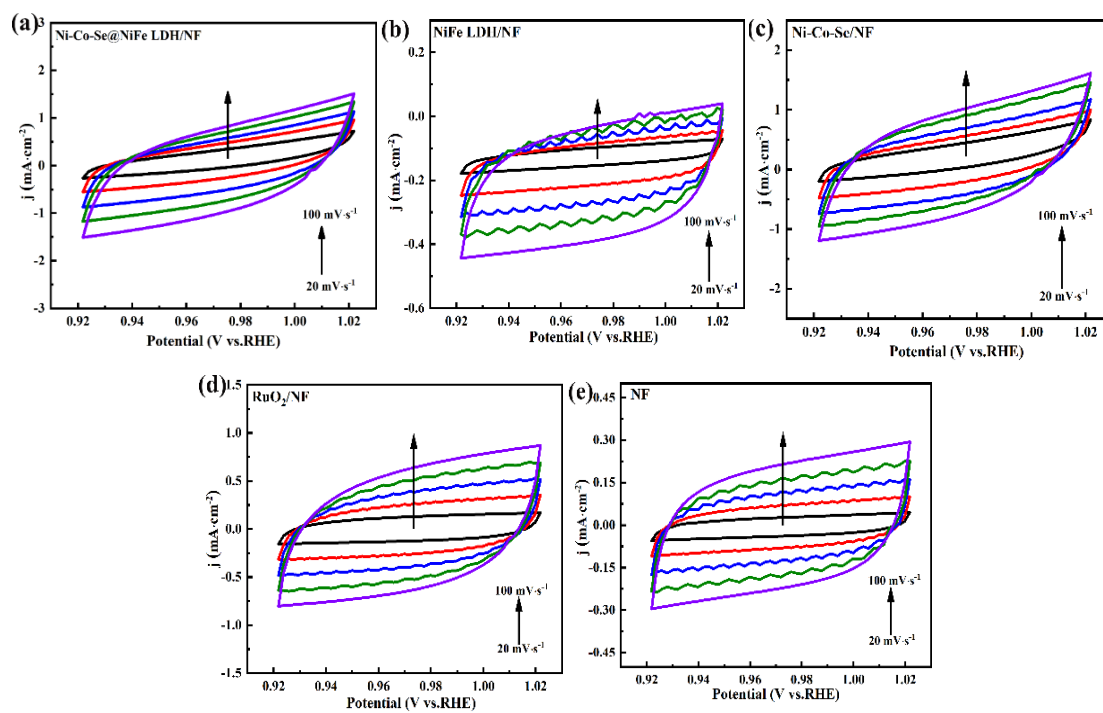 (a)
Ni-Co-Se@NiFe LDH/NF
3
2
1
0
-1
-2
-3
j (mA·cm⁻²)
100 mV·s⁻¹
20 mV·s⁻¹
0.92 0.94 0.96 0.98 1.00 1.02
Potential (V vs.RHE)
(b)
NiFe LDH/NF
0.2
0.0
-0.2
-0.4
-0.6
j (mA·cm⁻²)
100 mV·s⁻¹
20 mV·s⁻¹
0.92 0.94 0.96 0.98 1.00 1.02
Potential (V vs.RHE)
(c)
Ni-Co-Se/NF
2
0
-2
j (mA·cm⁻²)
100 mV·s⁻¹
20 mV·s⁻¹
0.92 0.94 0.96 0.98 1.00 1.02
Potential (V vs.RHE)
(d)
RuO₂/NF
1.5
1.0
0.5
0.0
-0.5
-1.0
-1.5
j (mA·cm⁻²)
100 mV·s⁻¹
20 mV·s⁻¹
0.92 0.94 0.96 0.98 1.00 1.02
Potential (V vs.RHE)
(e)
NF
0.45
0.30
0.15
0.00
-0.15
-0.30
-0.45
j (mA·cm⁻²)
100 mV·s⁻¹
20 mV·s⁻¹
0.92 0.94 0.96 0.98 1.00 1.02
Potential (V vs.RHE)